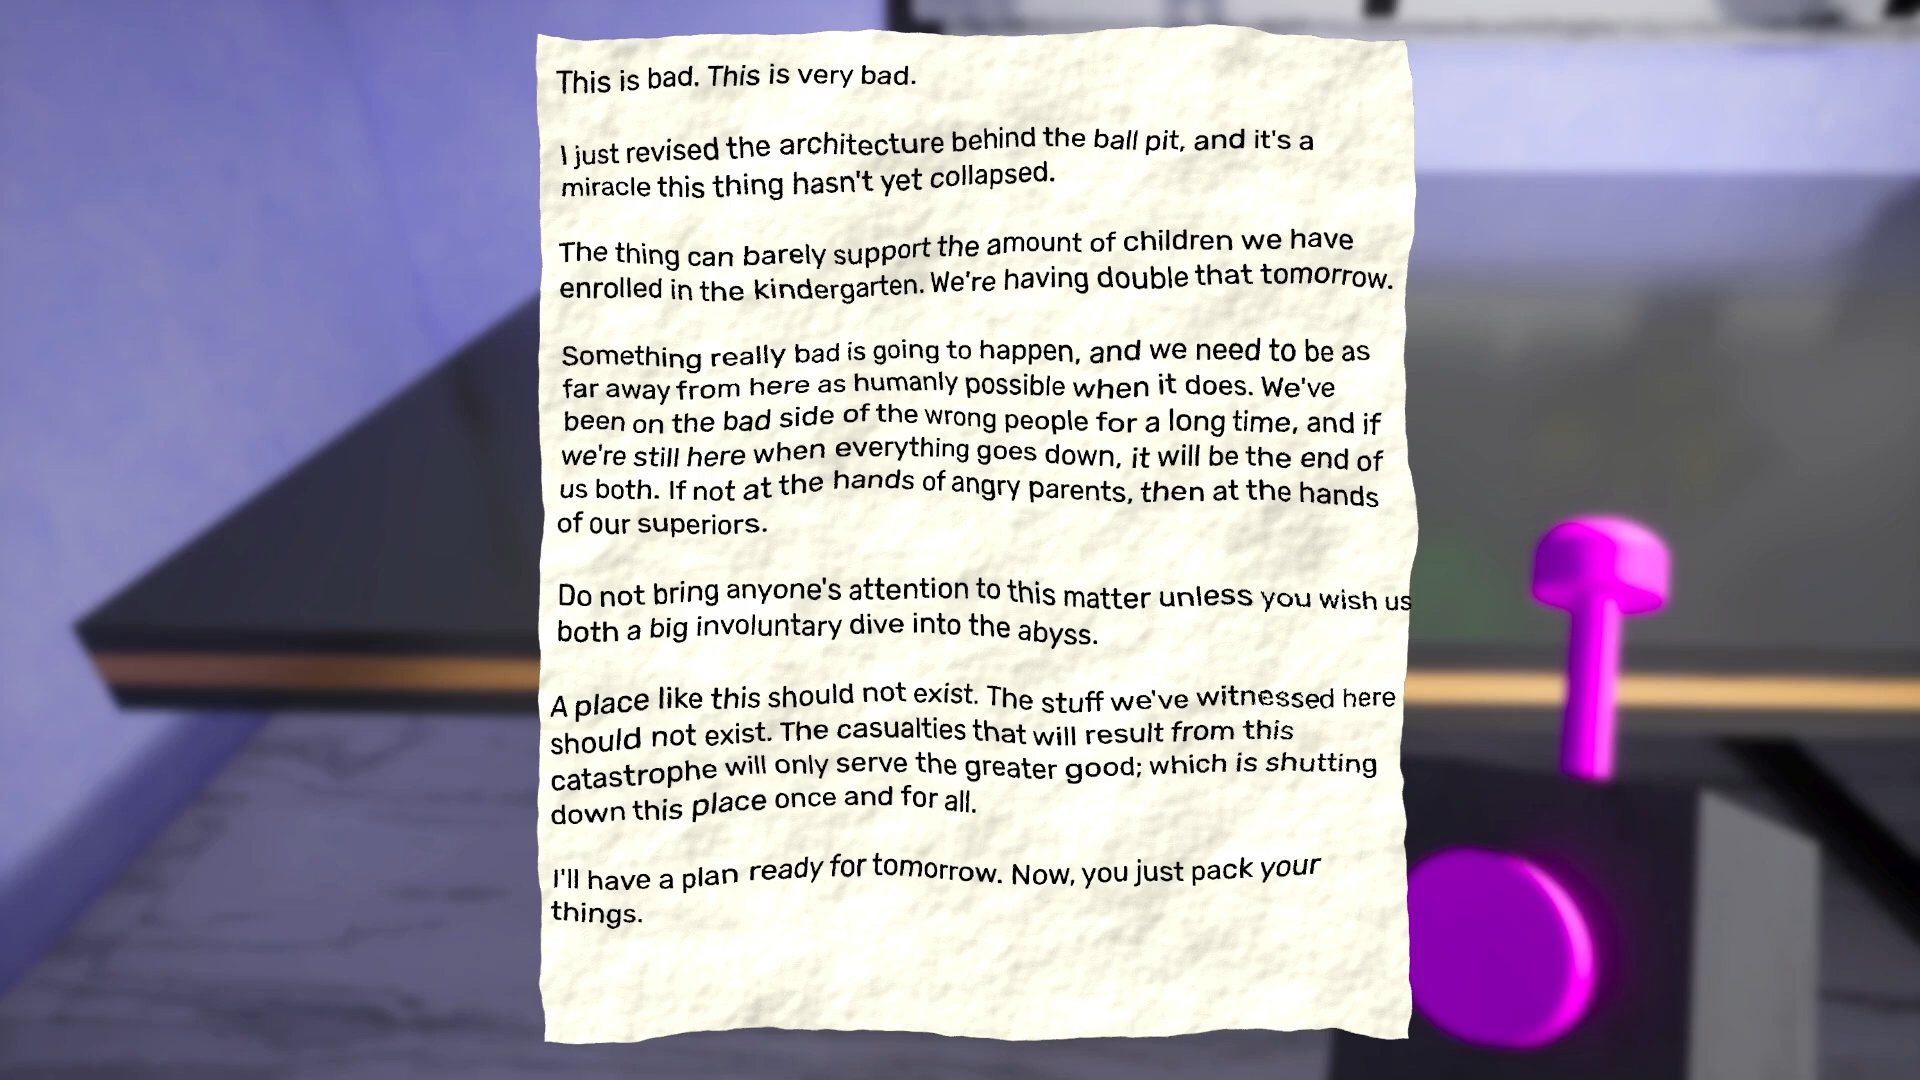 This is bad. This is very bad.
I just revised the architecture behind the ball pit, and it's a
miracle this thing hasn't yet collapsed.
The thing can barely support the amount of children we have
enrolled in the kindergarten. We're having double that tomorrow.
Something really bad is going to happen, and we need to be as
far away from here as humanly possible when it does. We've
been on the bad side of the wrong people for a long time, and if
we're still here when everything goes down, it will be the end of
us both. If not at the hands of angry parents, then at the hands
of our superiors.
Do not bring anyone's attention to this matter unless you wish us
both a big involuntary dive into the abyss.
A place like this should not exist. The stuff we've witnessed here
should not exist. The casualties that will result from this
catastrophe will only serve the greater good; which is shutting
down this place once and for all.
I'll have a plan ready for tomorrow. Now, you just pack your
things.